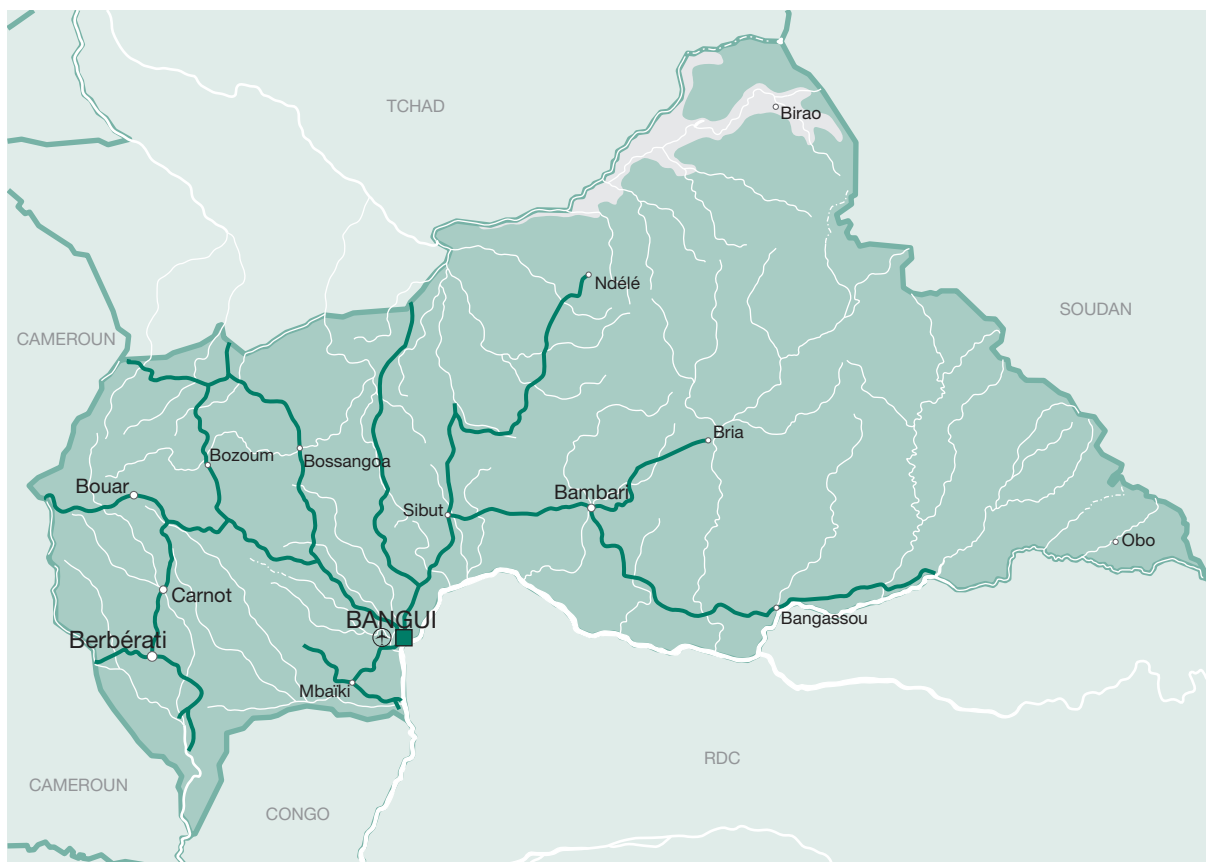 TCHAD
Birao
Ndélé
SOUDAN
CAMEROUN
Bria
Bozoum
Bossangoa
Bouar
Bambari
Sibut
Obo
Carnot
BANGUI
Bangassou
Berbérati
Mbaïki
RDC
CAMEROUN
CONGO